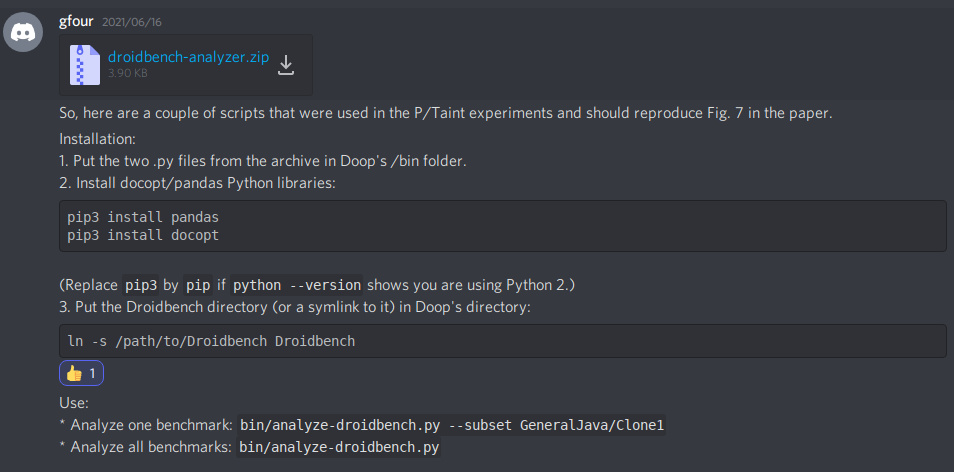 gfour 2021/06/16
droidbench-analyzer.zip
3.90 KB
So, here are a couple of scripts that were used in the P/Taint experiments and should reproduce Fig. 7 in the paper.
Installation:
1. Put the two .py files from the archive in Doop's /bin folder.
2. Install docopt/pandas Python libraries:
pip3 install pandas
pip3 install docopt
(Replace pip3 by pip if python --version shows you are using Python 2.)
3. Put the Droidbench directory (or a symlink to it) in Doop's directory:
ln -s /path/to/Droidbench Droidbench
1
Use:
* Analyze one benchmark: bin/analyze-droidbench.py --subset GeneralJava/Clone1
* Analyze all benchmarks: bin/analyze-droidbench.py